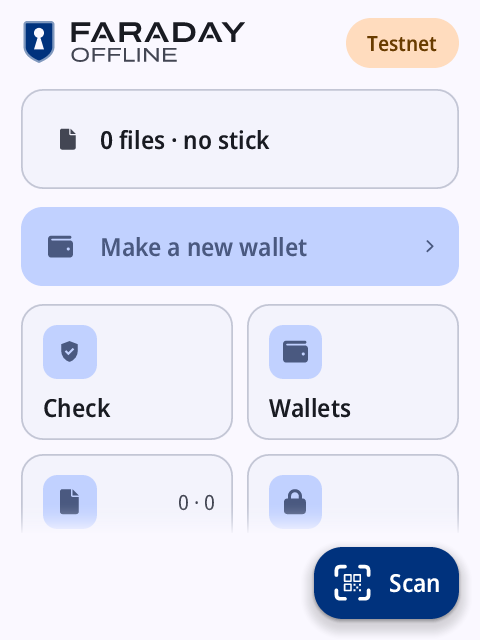 FARADAY
OFFLINE
Testnet
0 files · no stick
Make a new wallet
Check
Wallets
0 · 0
Scan